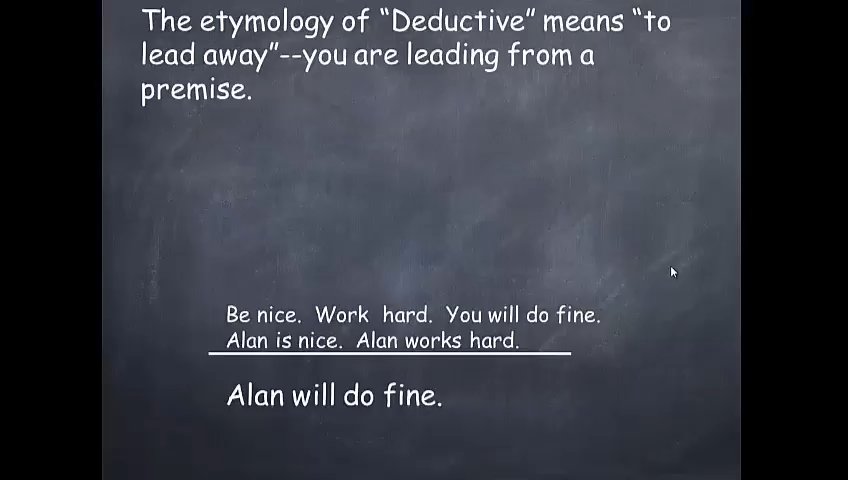 The etymology of “Deductive” means “to
lead away”--you are leading from a
premise.
Be nice.  Work  hard.  You will do fine.
Alan is nice.  Alan works hard.
Alan will do fine.